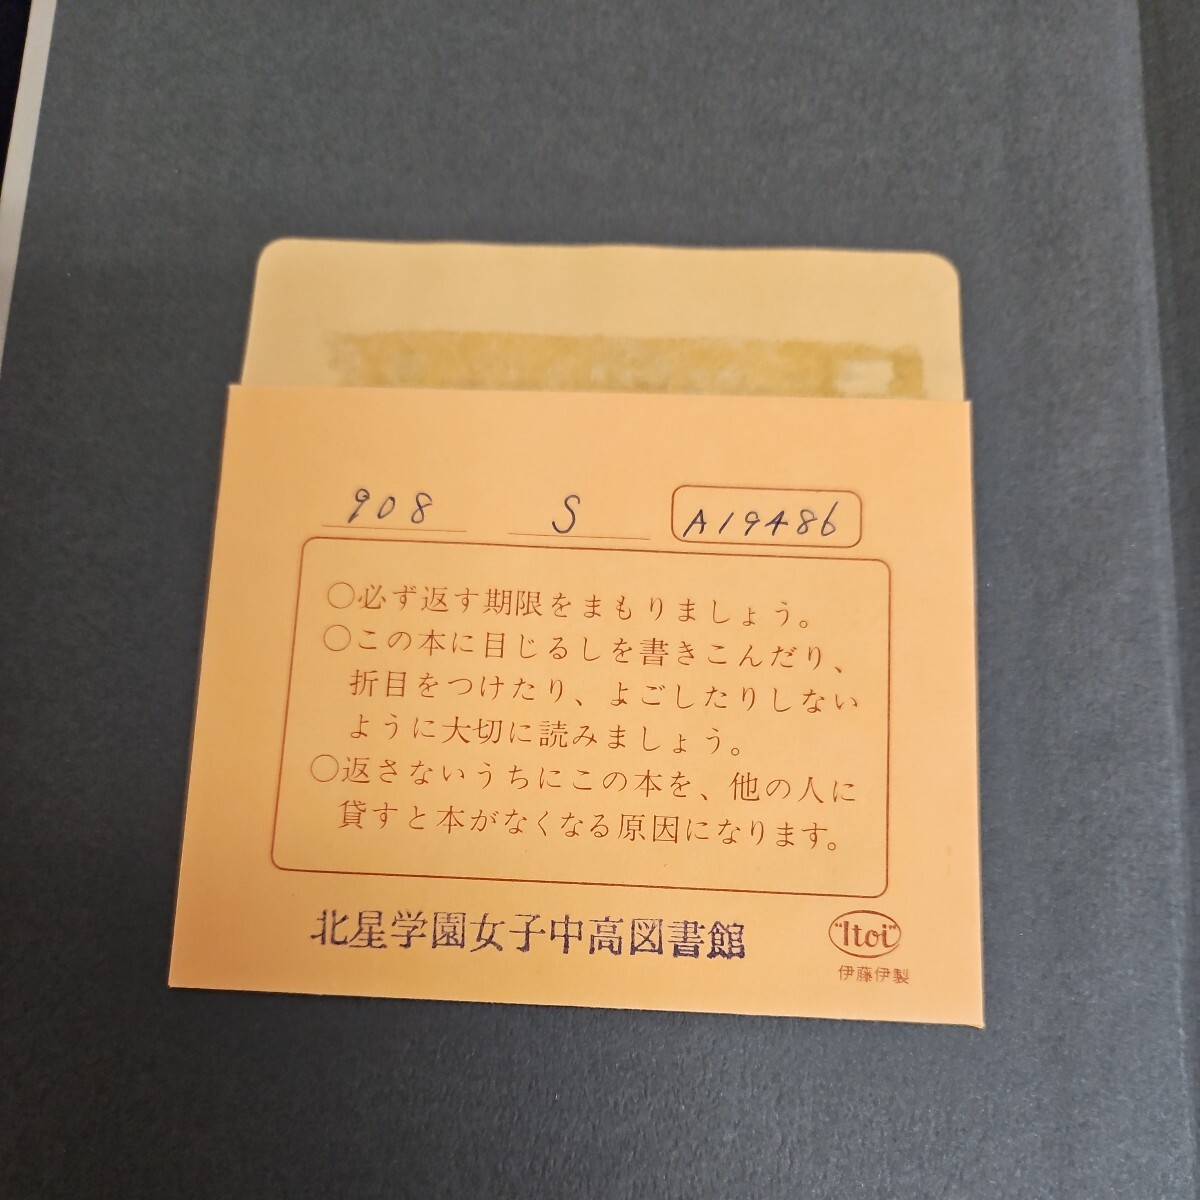 908 S A19486
○必ず返す期限をまもりましょう。
○この本に目じるしを書きこんだり、
折目をつけたり、よごしたりしない
ように大切に読みましょう。
○返さないうちにこの本を、他の人に
貸すと本がなくなる原因になります。
北星学園女子中高図書館
"Itoi"
伊藤伊製